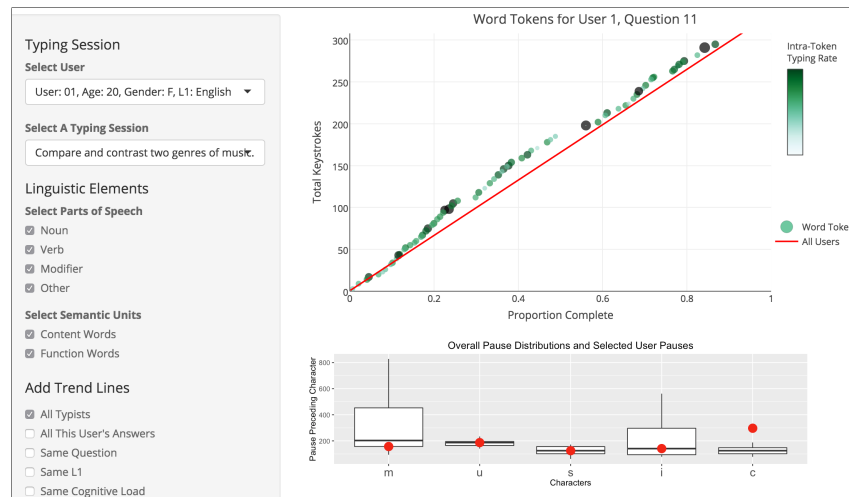 Typing Session
Select User
User: 01, Age: 20, Gender: F, L1: English
Select A Typing Session
Compare and contrast two genres of music.
Linguistic Elements
Select Parts of Speech
Noun
Verb
Modifier
Other
Select Semantic Units
Content Words
Function Words
Add Trend Lines
All Typists
All This User's Answers
Same Question
Same L1
Same Cognitive Load
Word Tokens for User 1, Question 11
Total Keystrokes
300
250
200
150
100
50
0
0
0.2
0.4
0.6
0.8
1
Proportion Complete
Intra-Token
Typing Rate
Word Toke
All Users
Overall Pause Distributions and Selected User Pauses
Pause Preceding Character
800
600
400
200
m
u
s
i
c
Characters